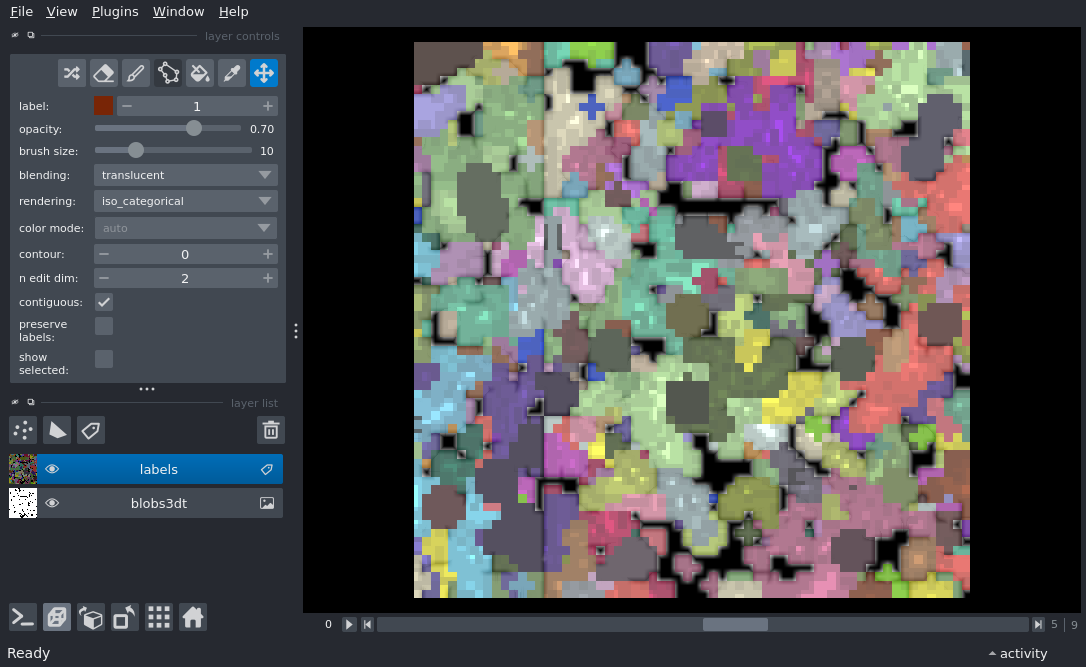 File View Plugins Window Help
layer controls
label: 1
opacity: 0.70
brush size: 10
blending: translucent
rendering: iso_categorical
color mode: auto
contour: 0
n edit dim: 2
contiguous:
preserve
labels:
show
selected:
layer list
labels
blobs3dt
0 5 | 9
Ready activity